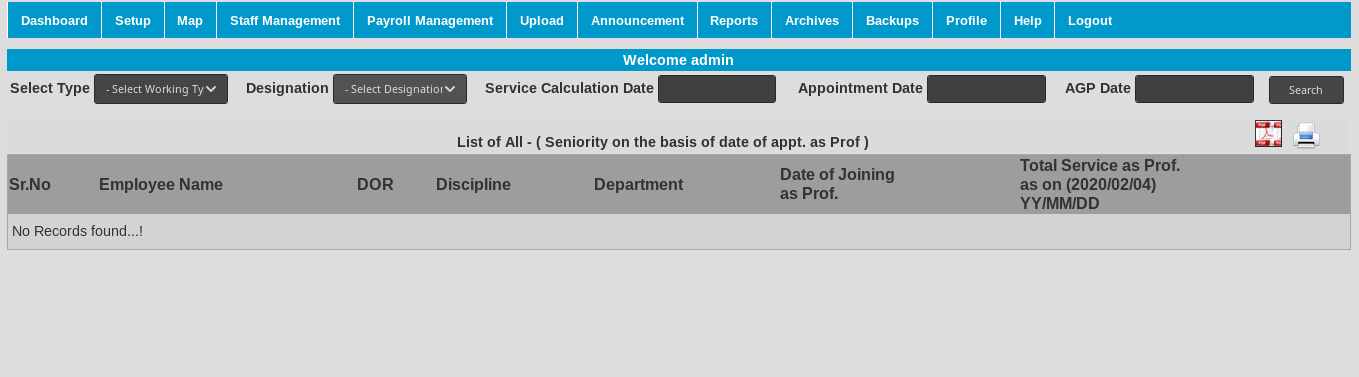 Dashboard Setup Map Staff Management Payroll Management Upload Announcement Reports Archives Backups Profile Help Logout
Welcome admin
Select Type - Select Working Ty Designation - Select Designation Service Calculation Date Appointment Date AGP Date Search
List of All - ( Seniority on the basis of date of appt. as Prof )
Sr.No Employee Name DOR Discipline Department Date of Joining as Prof. Total Service as Prof. as on (2020/02/04) YY/MM/DD
No Records found...!